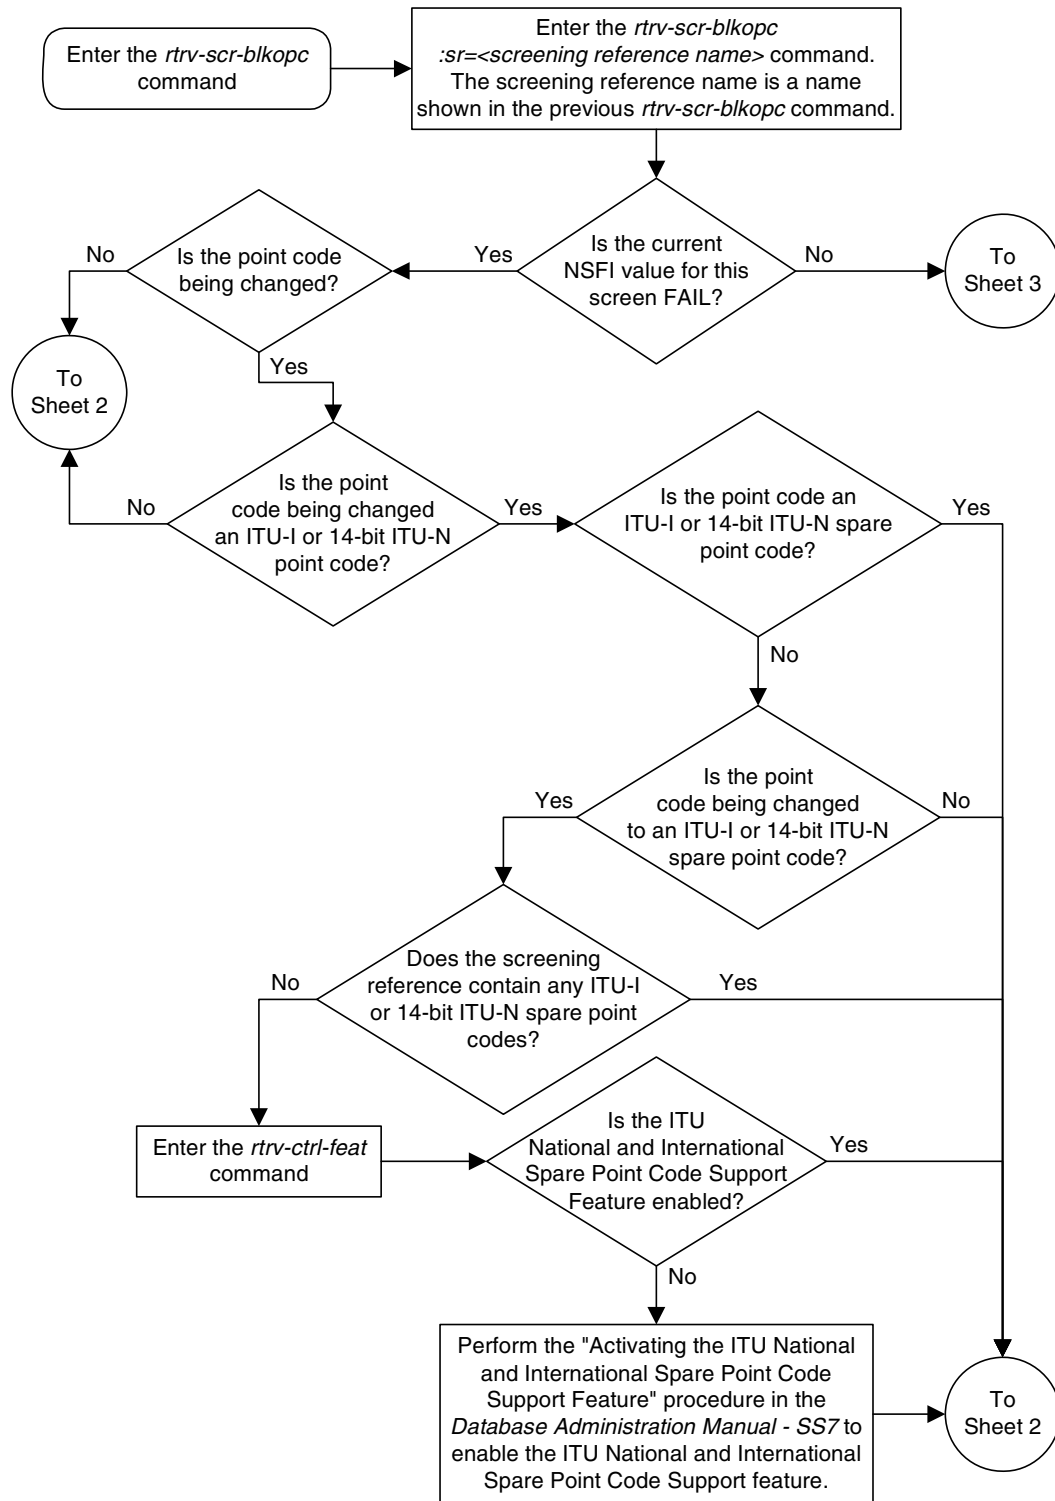 Enter the rtrv-scr-blkopc
command
Enter the rtrv-scr-blkopc
:sr=<screening reference name> command.
The screening reference name is a name
shown in the previous rtrv-scr-blkopc command.
Is the current
NSFI value for this
screen FAIL?
Yes
No
To
Sheet 3
Is the point code
being changed?
No
Yes
To
Sheet 2
Is the point
code being changed
an ITU-I or 14-bit ITU-N
point code?
No
Yes
Is the point code an
ITU-I or 14-bit ITU-N spare
point code?
Yes
No
Is the point
code being changed
to an ITU-I or 14-bit ITU-N
spare point code?
Yes
No
Does the screening
reference contain any ITU-I
or 14-bit ITU-N spare point
codes?
No
Yes
Enter the rtrv-ctrl-feat
command
Is the ITU
National and International
Spare Point Code Support
Feature enabled?
Yes
No
Perform the "Activating the ITU National
and International Spare Point Code
Support Feature" procedure in the
Database Administration Manual - SS7 to
enable the ITU National and International
Spare Point Code Support feature.
To
Sheet 2